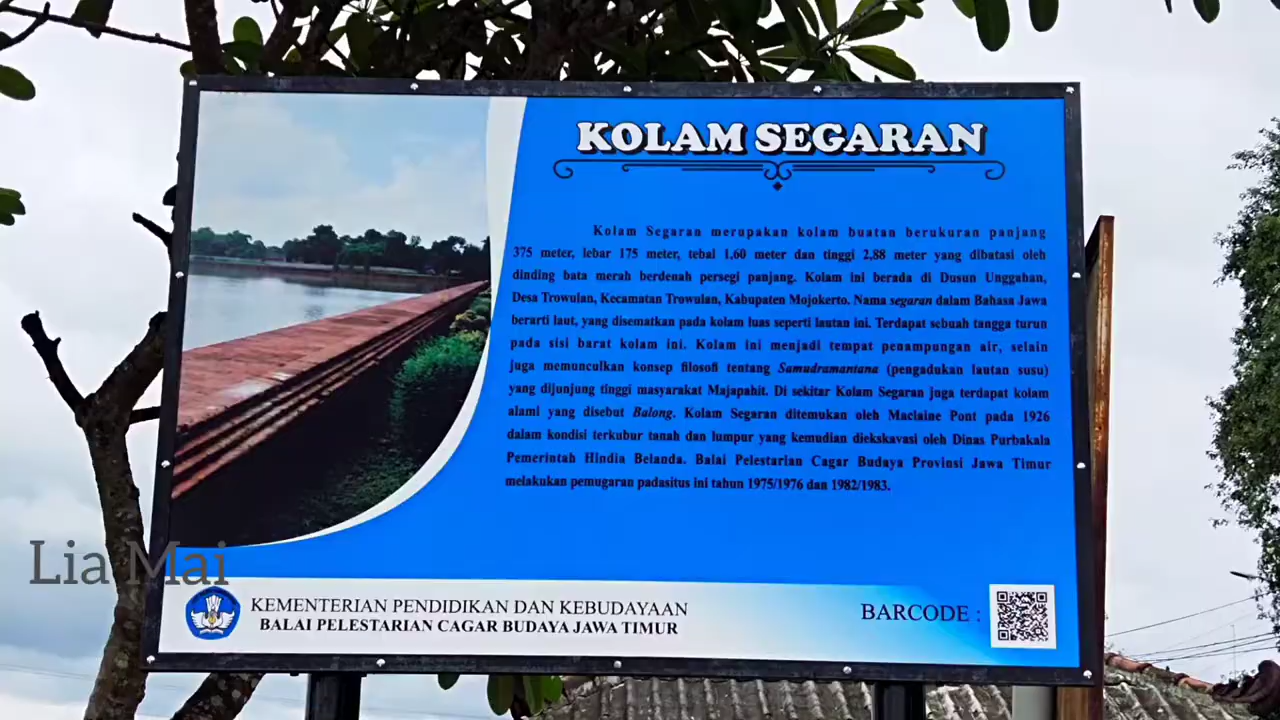 KOLAM SEGARAN
Kolam Segaran merupakan kolam buatan berukuran panjang
375 meter, lebar 175 meter, tebal 1,60 meter dan tinggi 2,88 meter yang dibatasi oleh
dinding bata merah berdenah persegi panjang. Kolam ini berada di Dusun Unggahan,
Desa Trowulan, Kecamatan Trowulan, Kabupaten Mojokerto. Nama segaran dalam Bahasa Jawa
berarti laut, yang disematkan pada kolam luas seperti lautan ini. Terdapat sebuah tangga turun
pada sisi barat kolam ini. Kolam ini menjadi tempat penampungan air, selain
juga memunculkan konsep filosofi tentang Samudramantana (pengadukan lautan susu)
yang dijunjung tinggi masyarakat Majapahit. Di sekitar Kolam Segaran juga terdapat kolam
alami yang disebut Balong. Kolam Segaran ditemukan oleh Maclaine Pont pada 1926
dalam kondisi terkubur tanah dan lumpur yang kemudian diekskavasi oleh Dinas Purbakala
Pemerintah Hindia Belanda. Balai Pelestarian Cagar Budaya Provinsi Jawa Timur
melakukan pemugaran padasitus ini tahun 1975/1976 dan 1982/1983.
Lia Mai
KEMENTERIAN PENDIDIKAN DAN KEBUDAYAAN
BALAI PELESTARIAN CAGAR BUDAYA JAWA TIMUR
BARCODE :